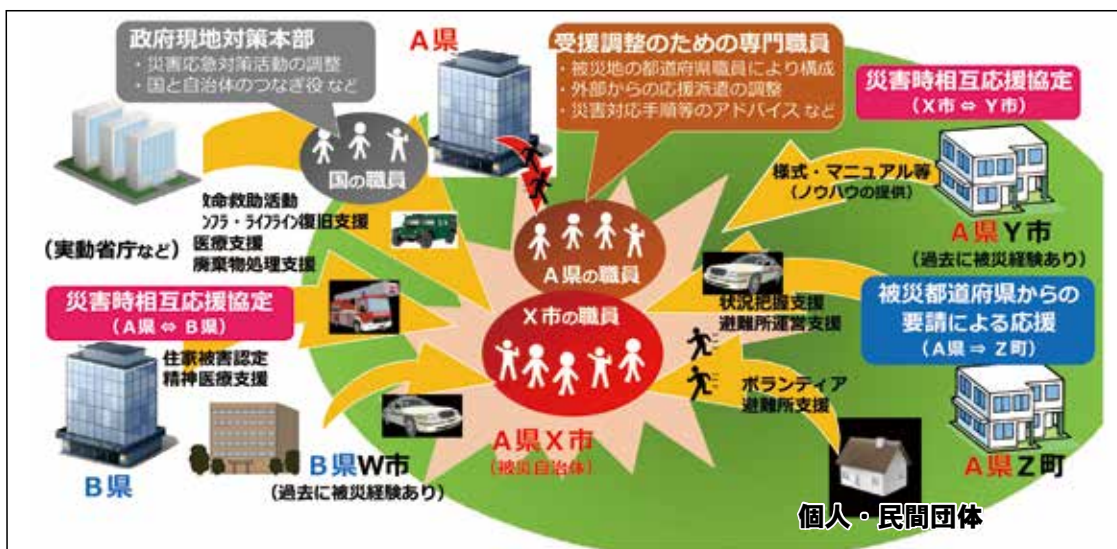 政府現地対策本部
・災害応急対策活動の調整
・国と自治体のつなぎ役 など
A県
受援調整のための専門職員
・被災地の都道府県職員により構成
・外部からの応援派遣の調整
・災害対応手順等のアドバイス など
災害時相互応援協定
（X市 ⇔ Y市）
国の職員
様式・マニュアル等
（ノウハウの提供）
救命救助活動
ンフラ・ライフライン復旧支援
医療支援
廃棄物処理支援
（実動省庁など）
A県の職員
A県Y市
（過去に被災経験あり）
災害時相互応援協定
（A県 ⇔ B県）
X市の職員
状況把握支援
避難所運営支援
被災都道府県からの
要請による応援
（A県 ⇒ Z町）
住家被害認定
精神医療支援
ボランティア
避難所支援
B県
B県W市
（過去に被災経験あり）
A県X市
（被災自治体）
A県Z町
個人・民間団体